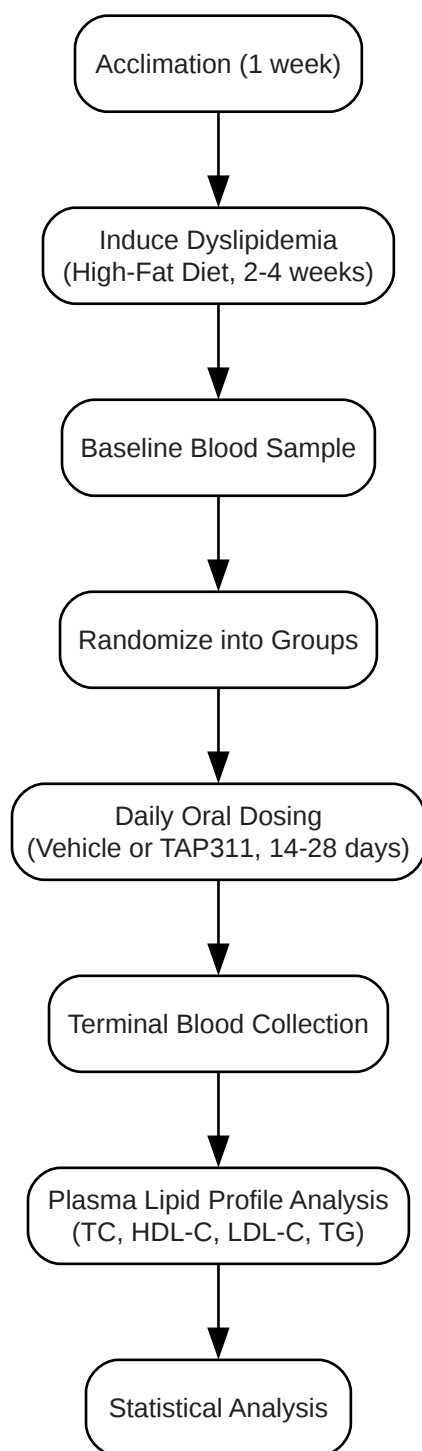 Acclimation (1 week)
Induce Dyslipidemia
(High-Fat Diet, 2-4 weeks)
Baseline Blood Sample
Randomize into Groups
Daily Oral Dosing
(Vehicle or TAP311, 14-28 days)
Terminal Blood Collection
Plasma Lipid Profile Analysis
(TC, HDL-C, LDL-C, TG)
Statistical Analysis